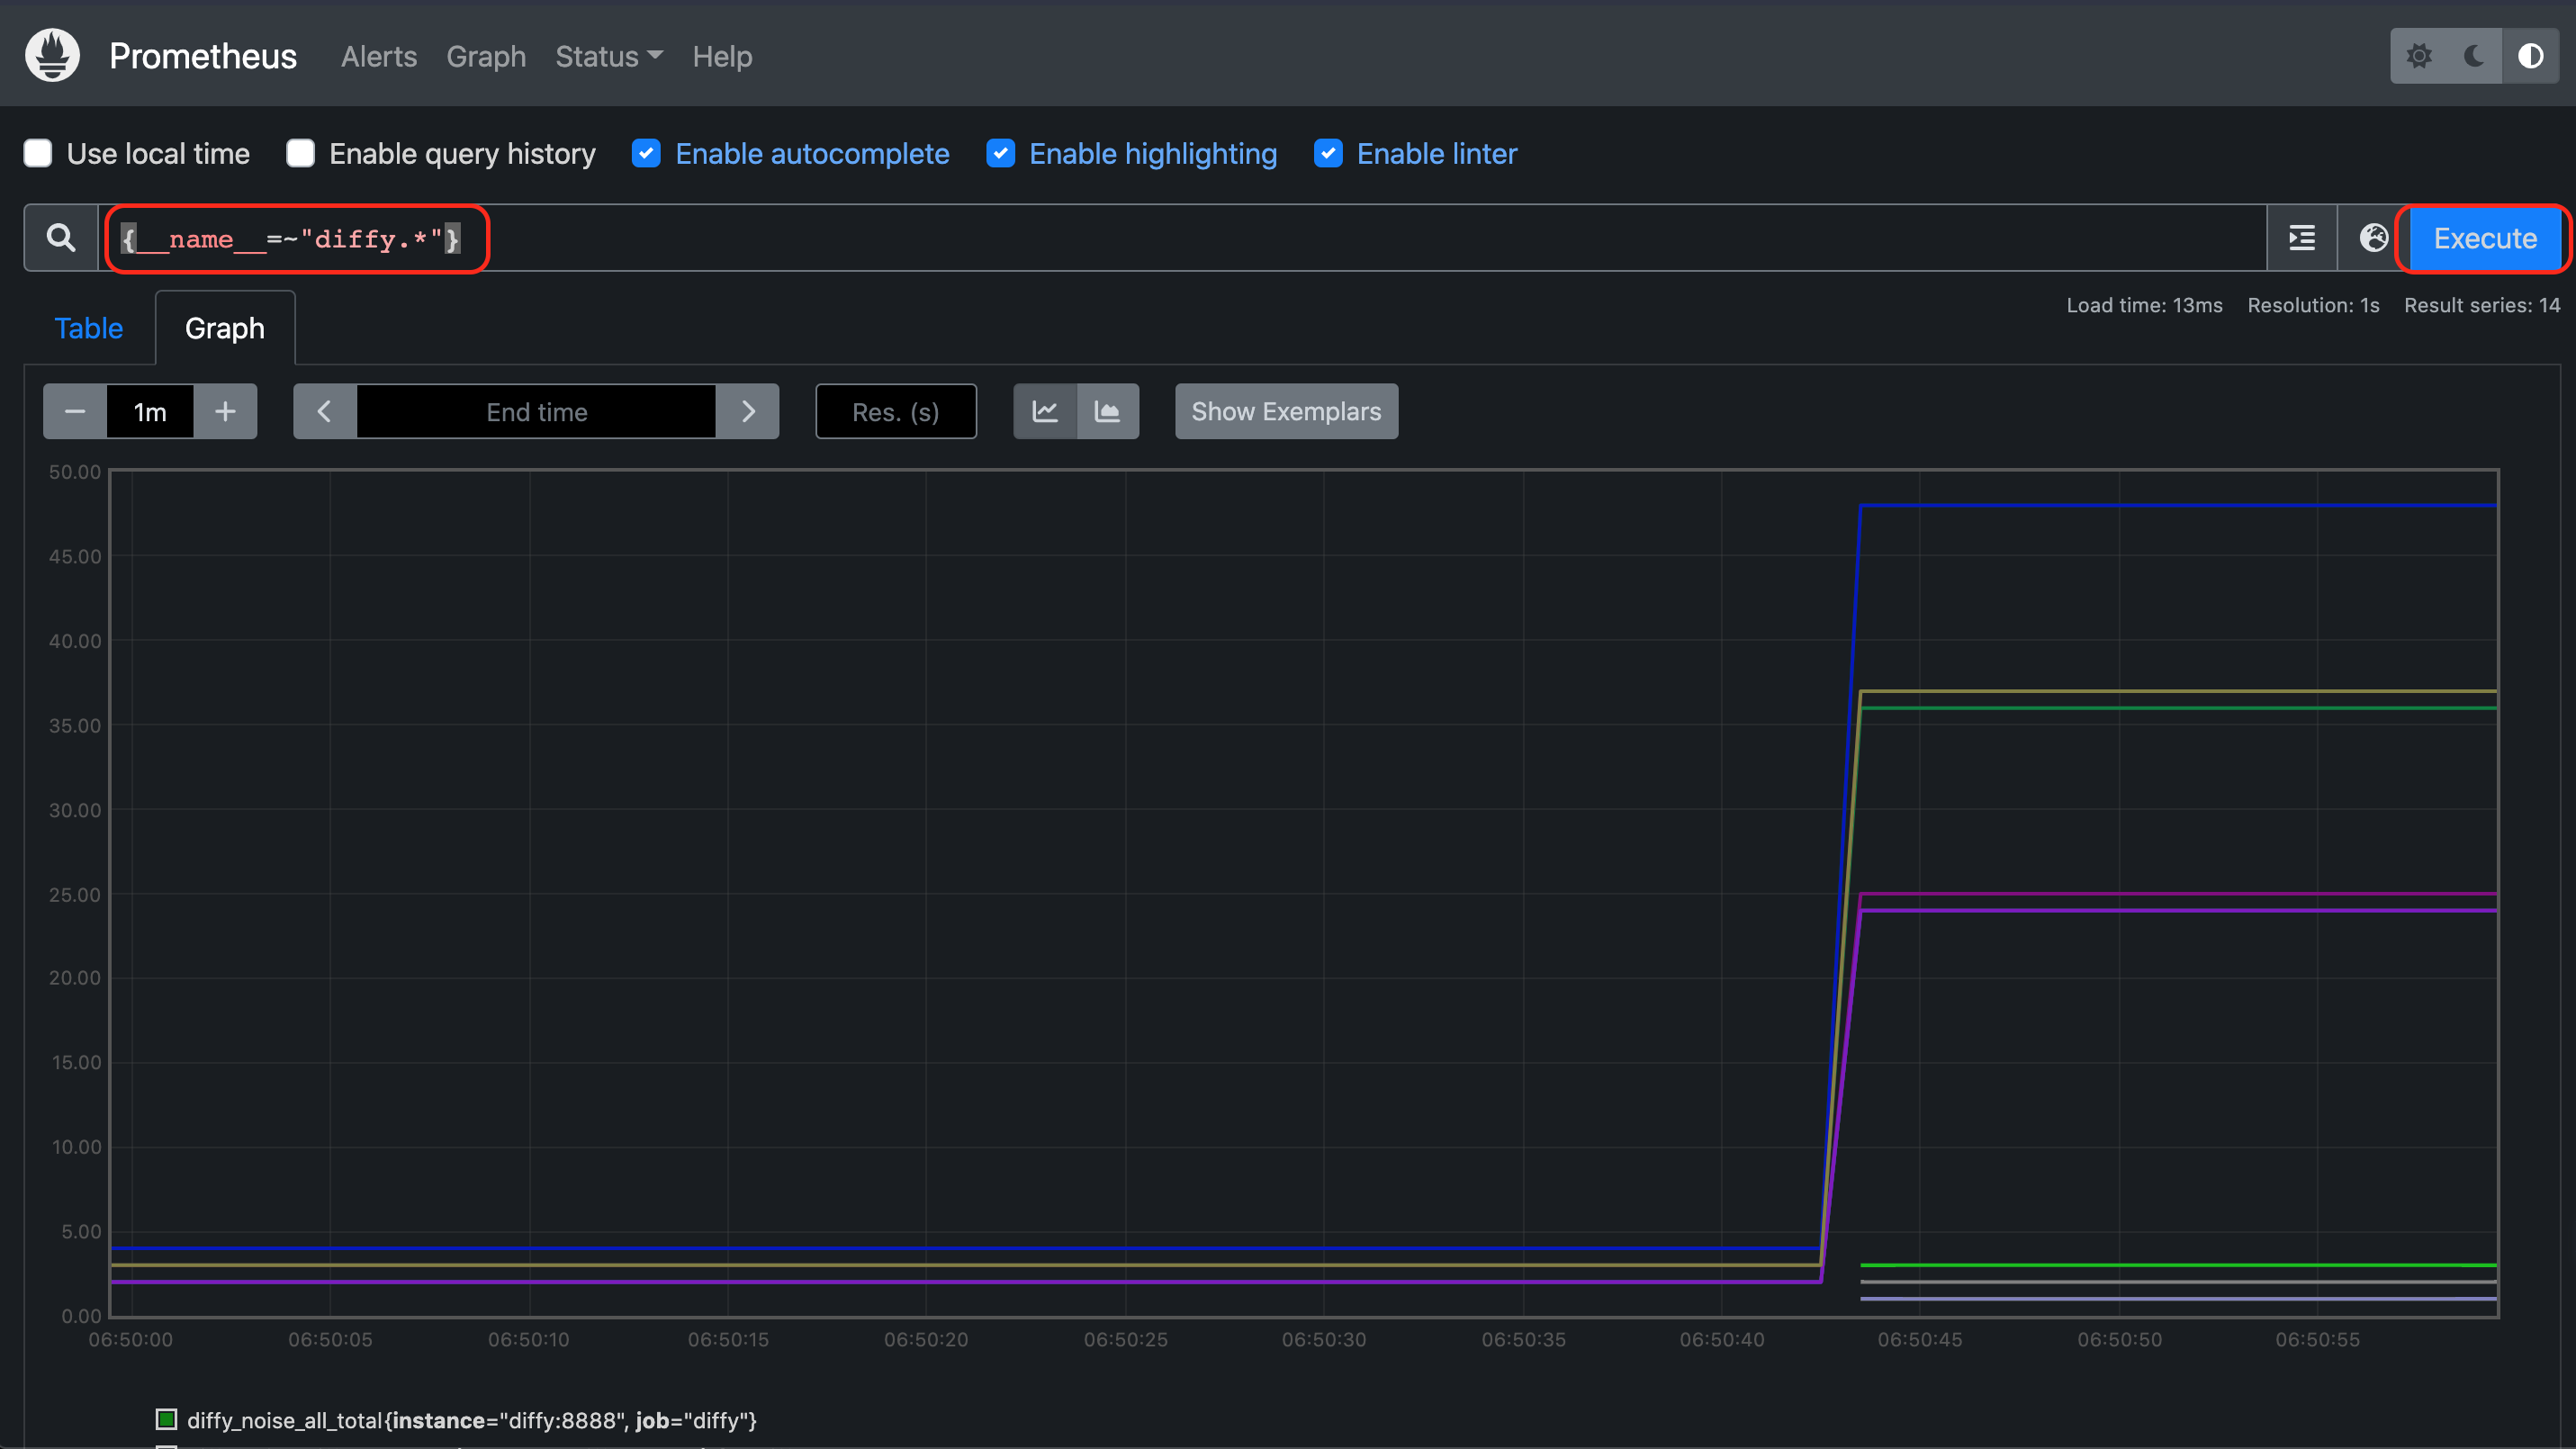 Prometheus Alerts Graph Status Help
Use local time Enable query history Enable autocomplete Enable highlighting Enable linter
{__name__=~"diffy.*"} Execute
Load time: 13ms Resolution: 1s Result series: 14
Table Graph
1m End time Res. (s) Show Exemplars
50.00
45.00
40.00
35.00
30.00
25.00
20.00
15.00
10.00
5.00
0.00
06:50:00 06:50:05 06:50:10 06:50:15 06:50:20 06:50:25 06:50:30 06:50:35 06:50:40 06:50:45 06:50:50 06:50:55
diffy_noise_all_total{instance="diffy:8888", job="diffy"}